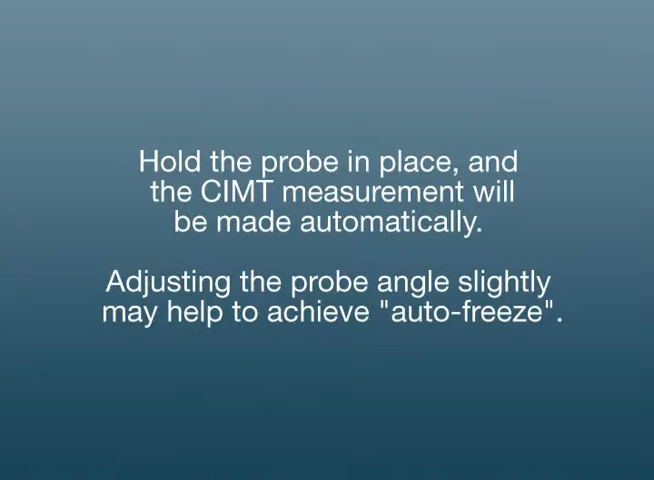 Hold the probe in place, and
the CIMT measurement will
be made automatically.
Adjusting the probe angle slightly
may help to achieve "auto-freeze".